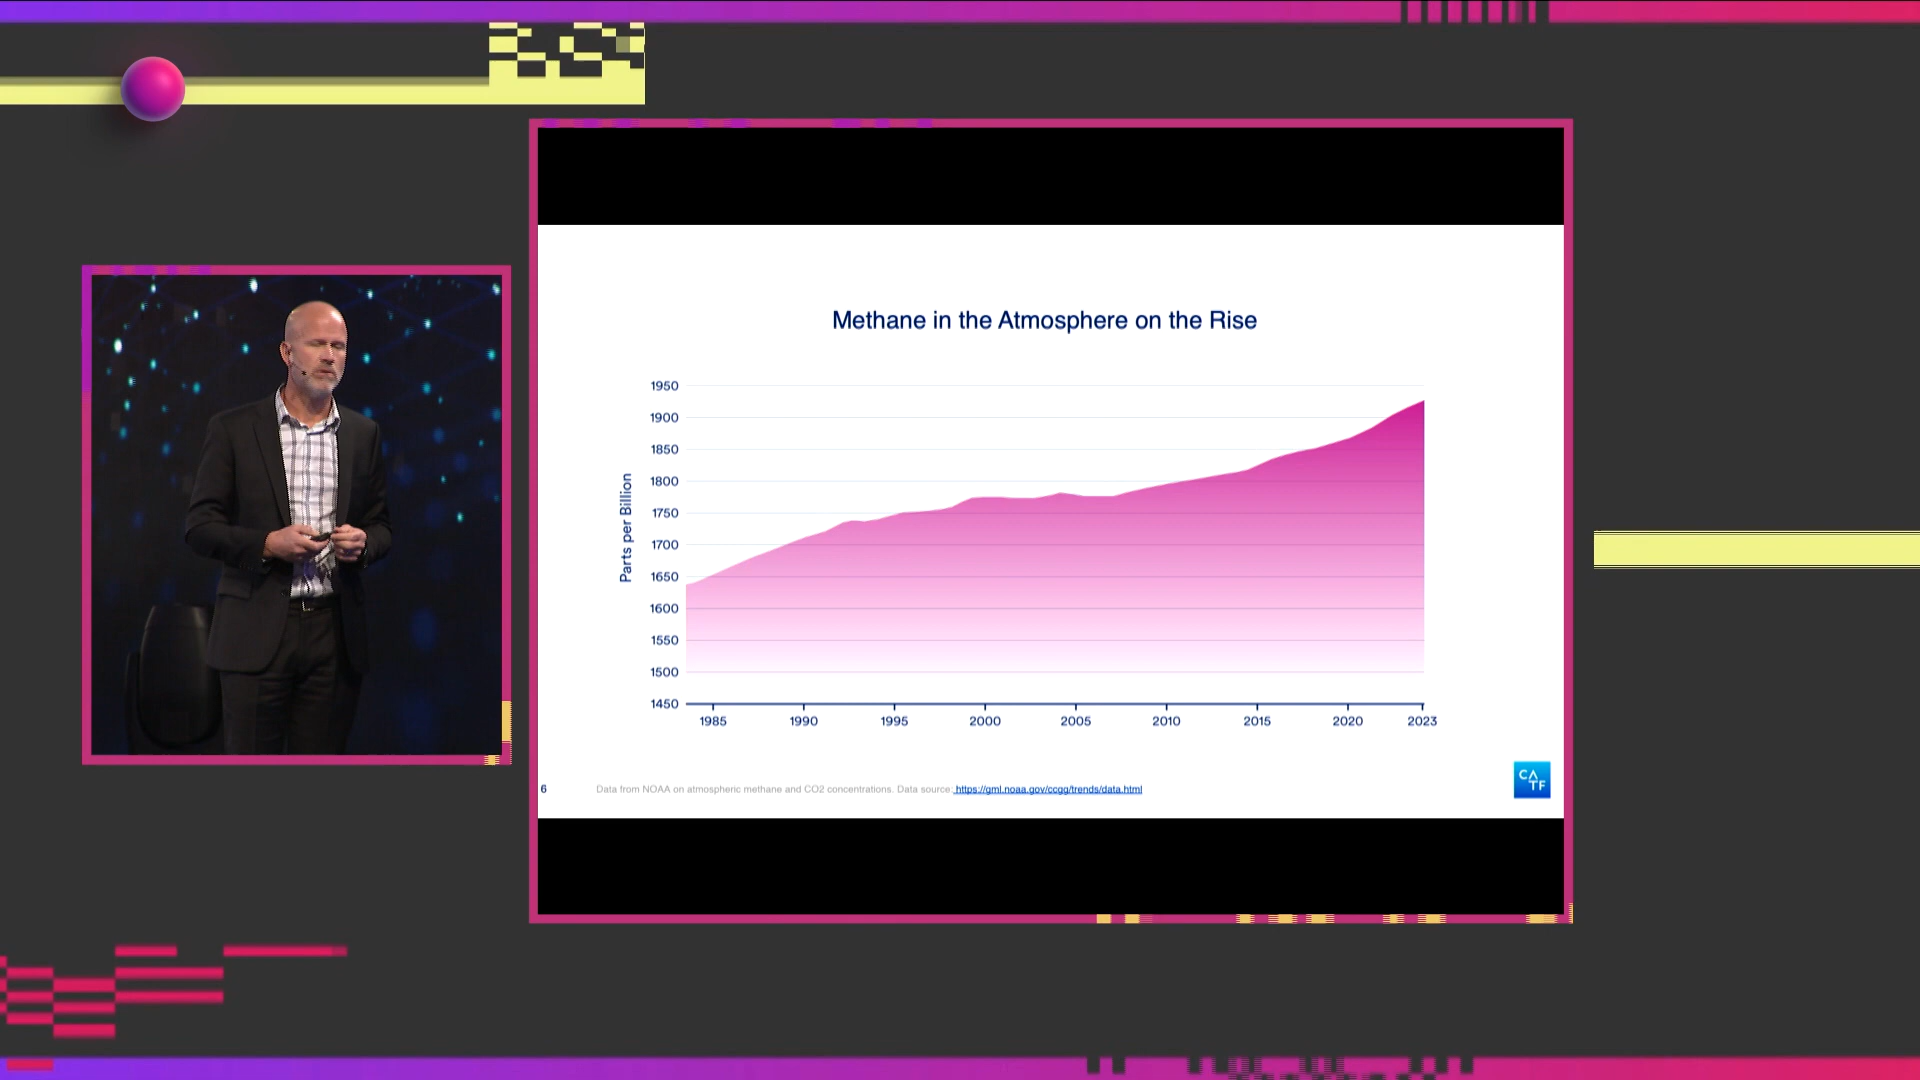 Methane in the Atmosphere on the Rise
Parts per Billion
1950
1900
1850
1800
1750
1700
1650
1600
1550
1500
1450
1985 1990 1995 2000 2005 2010 2015 2020 2023
6 Data from NOAA on atmospheric methane and CO2 concentrations. Data source: https://gml.noaa.gov/ccgg/trends/data.html
CATF